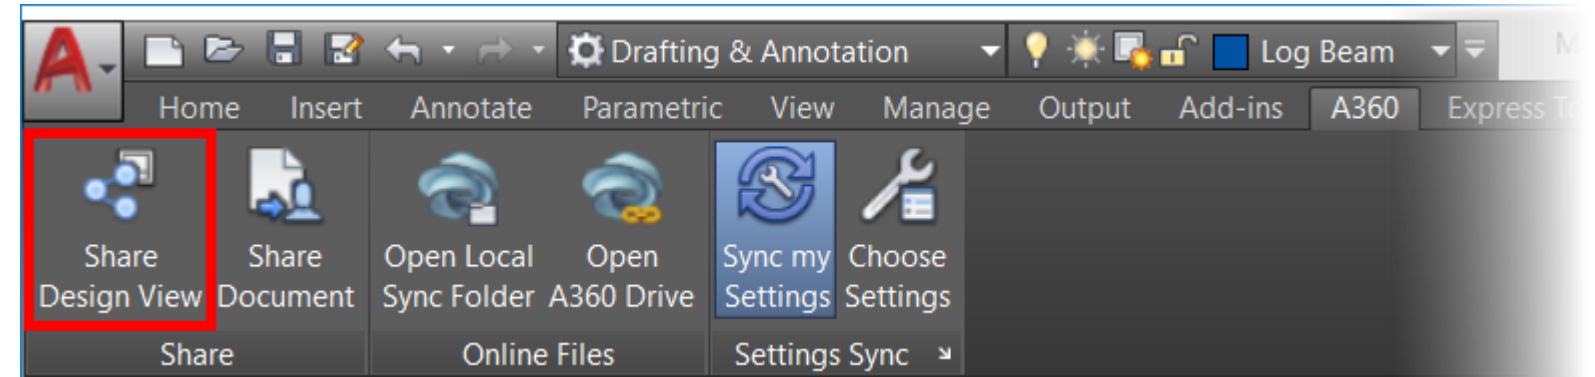 Drafting & Annotation Log Beam
Home Insert Annotate Parametric View Manage Output Add-ins A360 Express
Share Share Open Local Open Sync my Choose
Design View Document Sync Folder A360 Drive Settings Settings
Share Online Files Settings Sync